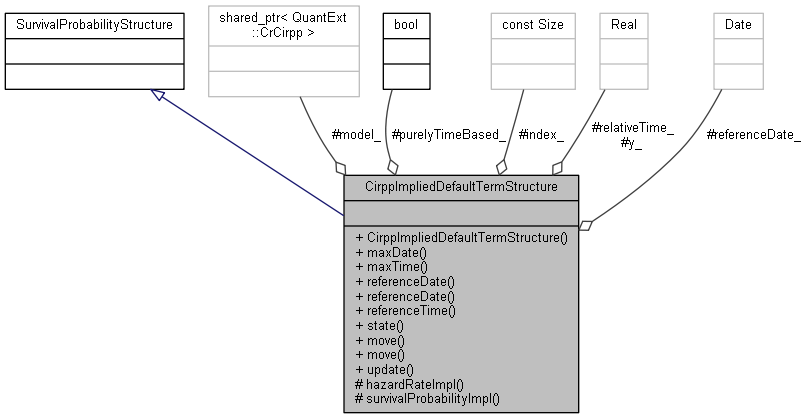 SurvivalProbabilityStructure
shared_ptr< QuantExt
::CrCirpp >
bool
const Size
Real
Date
#model_
#purelyTimeBased_
#index_
#relativeTime_
#y_
#referenceDate_
CirppImpliedDefaultTermStructure
+ CirppImpliedDefaultTermStructure()
+ maxDate()
+ maxTime()
+ referenceDate()
+ referenceDate()
+ referenceTime()
+ state()
+ move()
+ move()
+ update()
# hazardRateImpl()
# survivalProbabilityImpl()